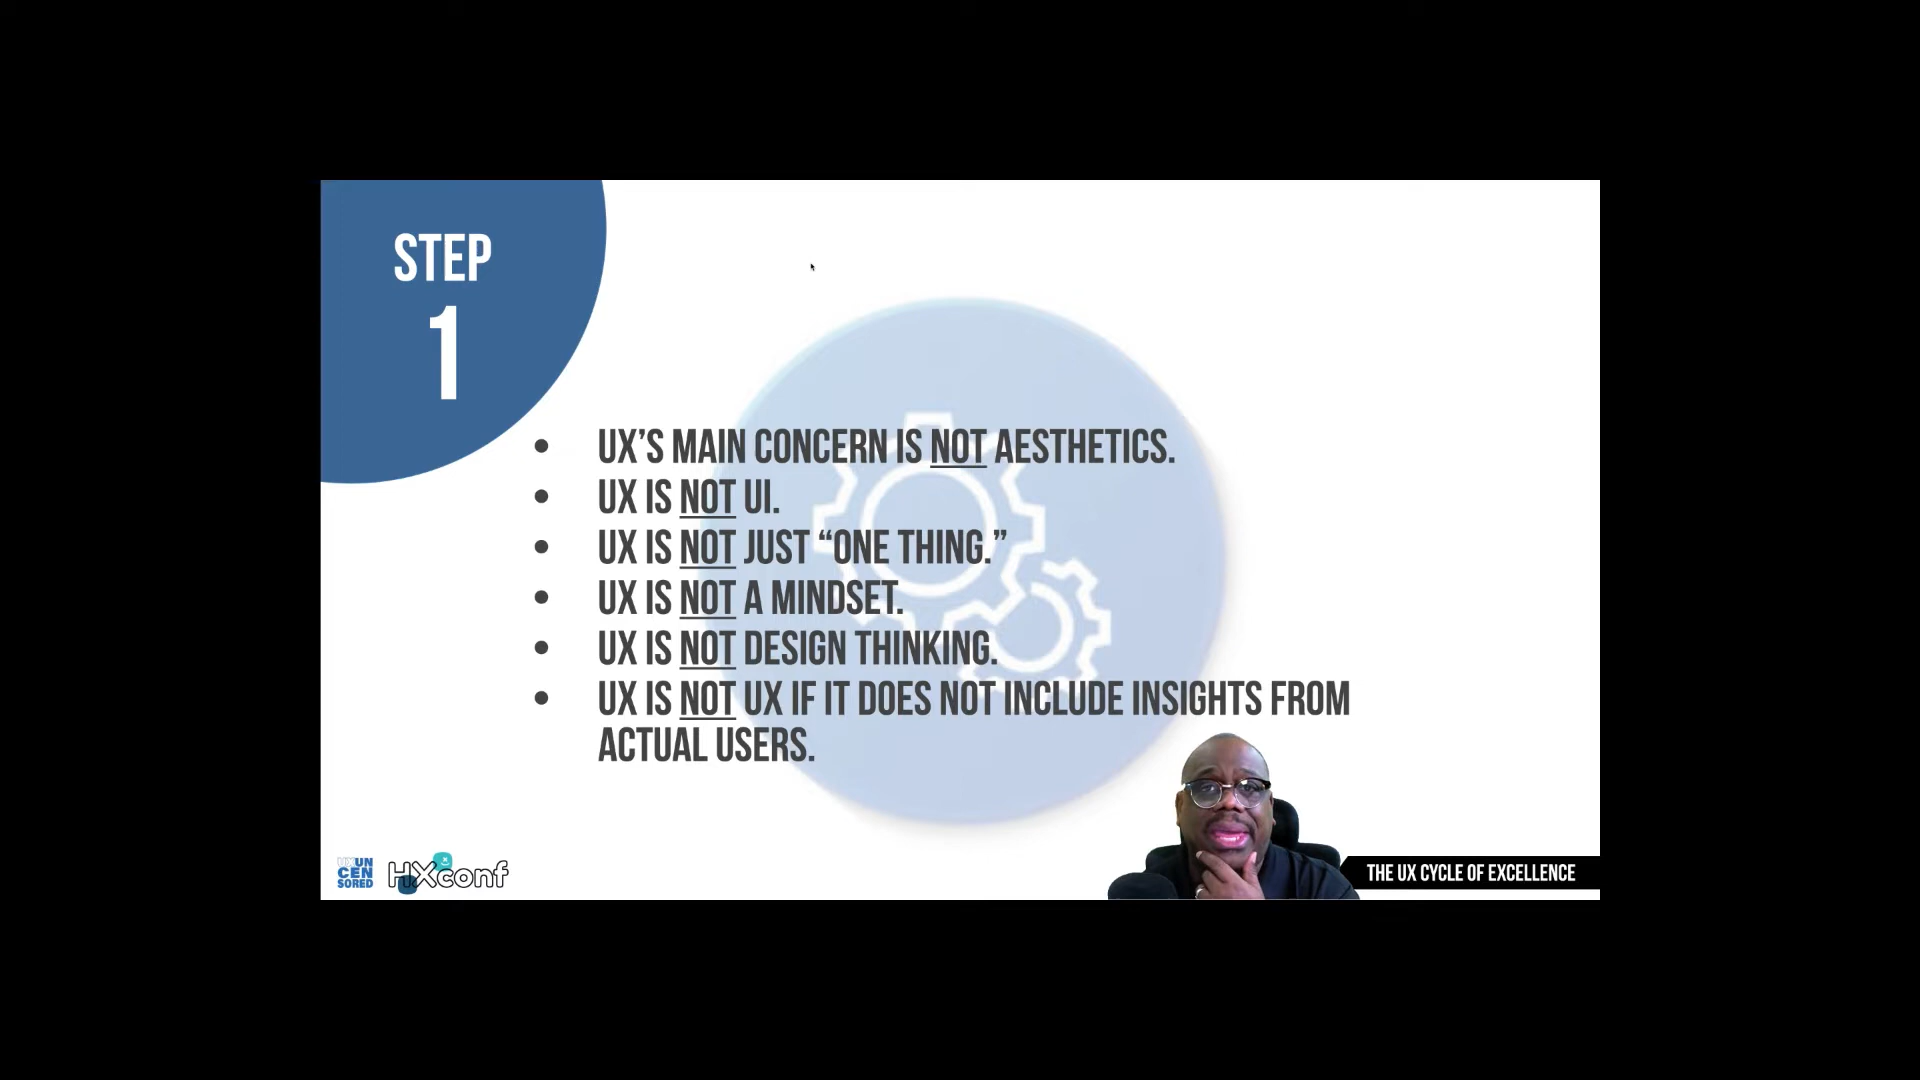 STEP
1
• UX’S MAIN CONCERN IS NOT AESTHETICS.
• UX IS NOT UI.
• UX IS NOT JUST “ONE THING.”
• UX IS NOT A MINDSET.
• UX IS NOT DESIGN THINKING.
• UX IS NOT UX IF IT DOES NOT INCLUDE INSIGHTS FROM
ACTUAL USERS.
UXUN
CEN
SORED
HXconf
THE UX CYCLE OF EXCELLENCE